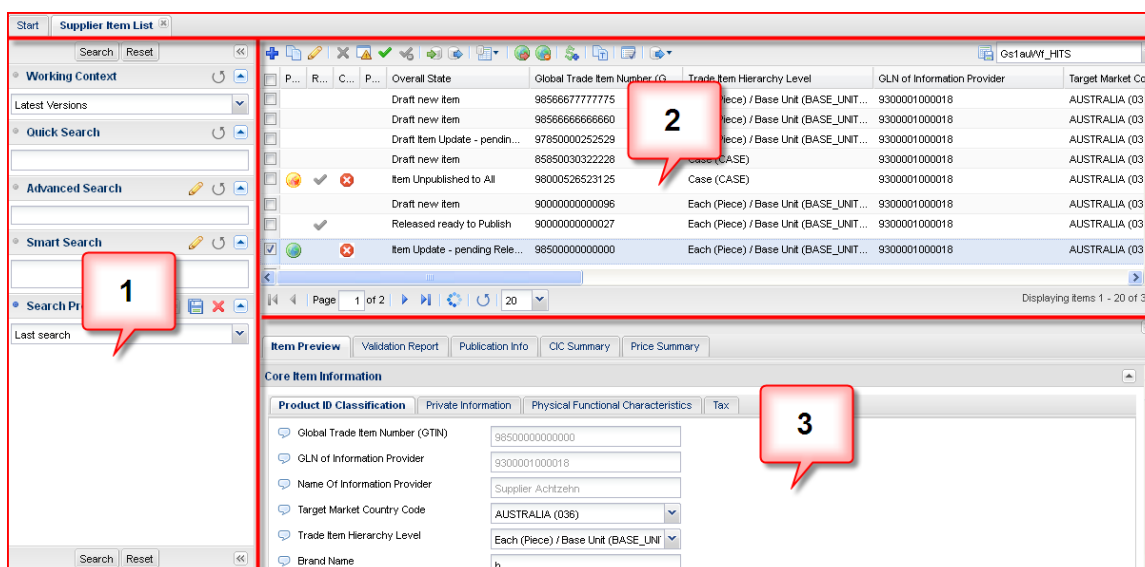 Start Supplier Item List
Search Reset
Working Context
Latest Versions
Quick Search
Advanced Search
Smart Search
1
Last search
Search Reset
Gs1auWf_HITS
P... R... C... P... Overall State Global Trade Item Number (G... Trade Item Hierarchy Level GLN of Information Provider Target Market Co
Draft new item 98566677777775 (Piece) / Base Unit (BASE_UNIT... 9300001000018 AUSTRALIA (03
Draft new item 98566666666660 (Piece) / Base Unit (BASE_UNIT... 9300001000018 AUSTRALIA (03
2
Draft Item Update - pendin... 97850000252529 (Piece) / Base Unit (BASE_UNIT... 9300001000018 AUSTRALIA (03
Draft new item 85850030322228 Case (CASE) 9300001000018 AUSTRALIA (03
Item Unpublished to All 98000526523125 Case (CASE) 9300001000018 AUSTRALIA (03
Draft new item 90000000000096 Each (Piece) / Base Unit (BASE_UNIT... 9300001000018 AUSTRALIA (03
Released ready to Publish 90000000000027 Each (Piece) / Base Unit (BASE_UNIT... 9300001000018 AUSTRALIA (03
Item Update - pending Rele... 98500000000000 Each (Piece) / Base Unit (BASE_UNIT... 9300001000018 AUSTRALIA (03
Page 1 of 2 20 Displaying items 1 - 20 of 3
Item Preview Validation Report Publication Info CIC Summary Price Summary
Core Item Information
Product ID Classification Private Information Physical Functional Characteristics Tax
3
Global Trade Item Number (GTIN) 98500000000000
GLN of Information Provider 9300001000018
Name Of Information Provider Supplier Achtzehn
Target Market Country Code AUSTRALIA (036)
Trade Item Hierarchy Level Each (Piece) / Base Unit (BASE_UNI
Brand Name